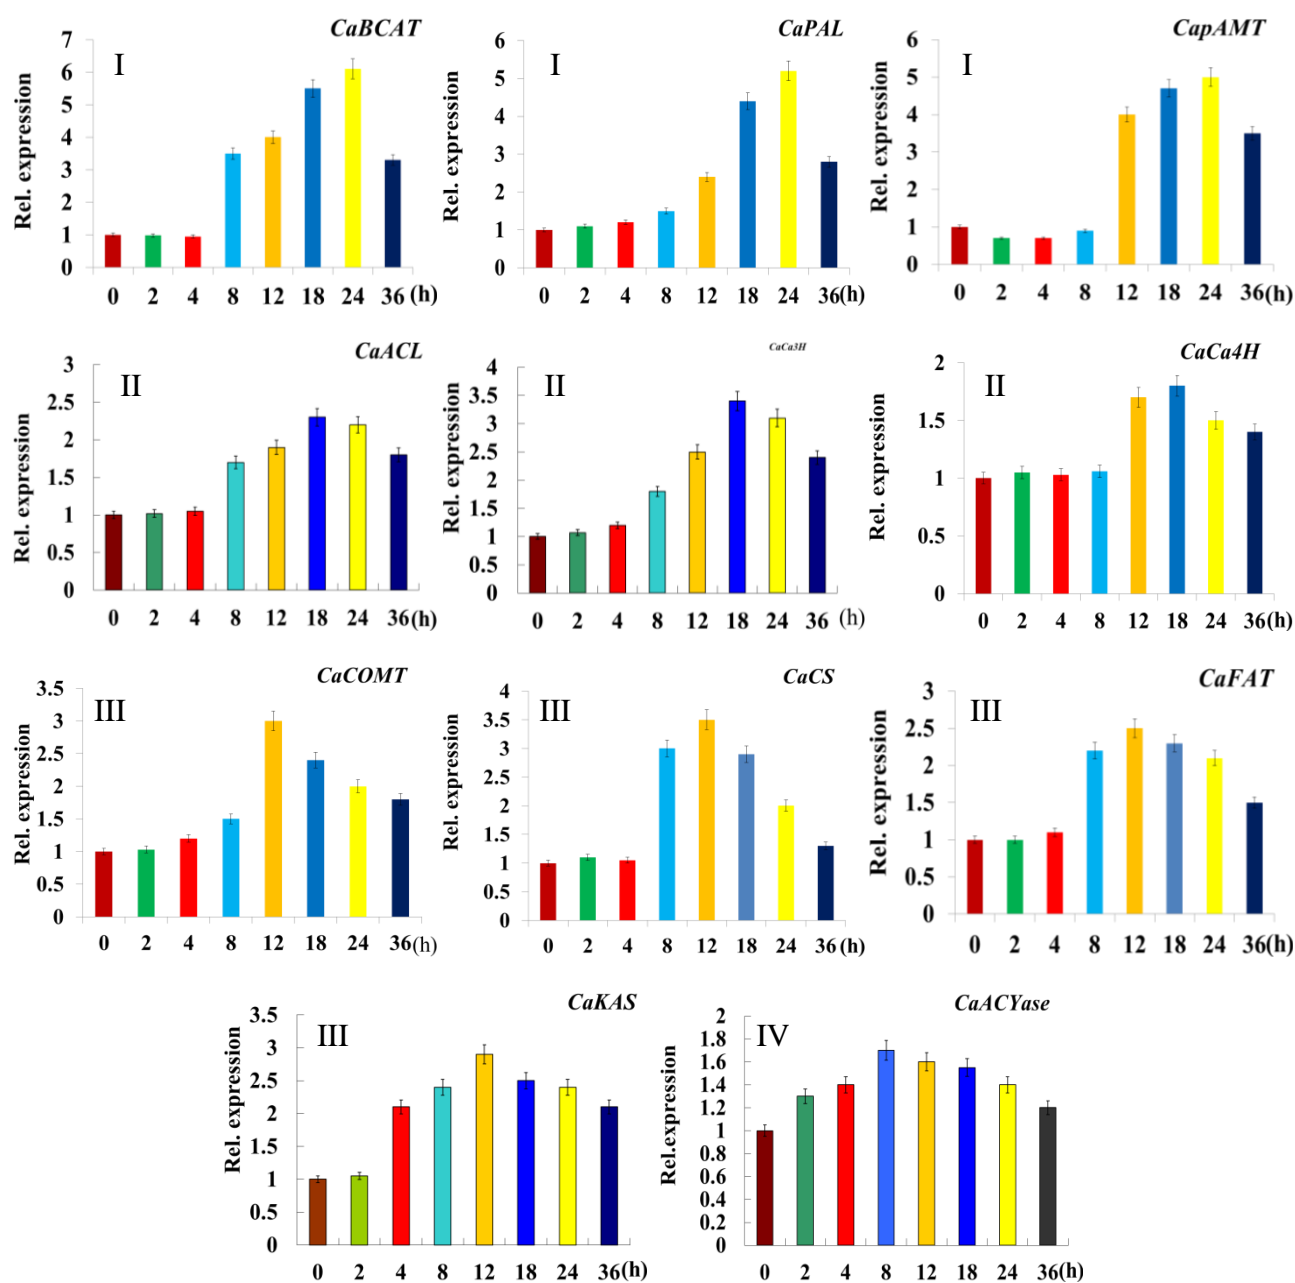 CaBCAT
I
Rel. expression
7
6
5
4
3
2
1
0
0 2 4 8 12 18 24 36(h)
CaPAL
I
Rel. expression
6
5
4
3
2
1
0
0 2 4 8 12 18 24 36(h)
CapAMT
I
Rel. expression
6
5
4
3
2
1
0
0 2 4 8 12 18 24 36(h)
CaACL
II
Rel. expression
3
2.5
2
1.5
1
0.5
0
0 2 4 8 12 18 24 36(h)
CaCa3H
II
Rel. expression
4
3.5
3
2.5
2
1.5
1
0.5
0
0 2 4 8 12 18 24 36 (h)
CaCa4H
II
Rel. expression
2
1.5
1
0.5
0
0 2 4 8 12 18 24 36(h)
CaCOMT
III
Rel. expression
3.5
3
2.5
2
1.5
1
0.5
0
0 2 4 8 12 18 24 36(h)
CaCS
III
Rel. expression
4
3.5
3
2.5
2
1.5
1
0.5
0
0 2 4 8 12 18 24 36(h)
CaFAT
III
Rel. expression
3
2.5
2
1.5
1
0.5
0
0 2 4 8 12 18 24 36(h)
CaKAS
III
Rel. expression
3.5
3
2.5
2
1.5
1
0.5
0
0 2 4 8 12 18 24 36(h)
CaACYase
IV
Rel.expression
2
1.8
1.6
1.4
1.2
1
0.8
0.6
0.4
0.2
0
0 2 4 8 12 18 24 36(h)